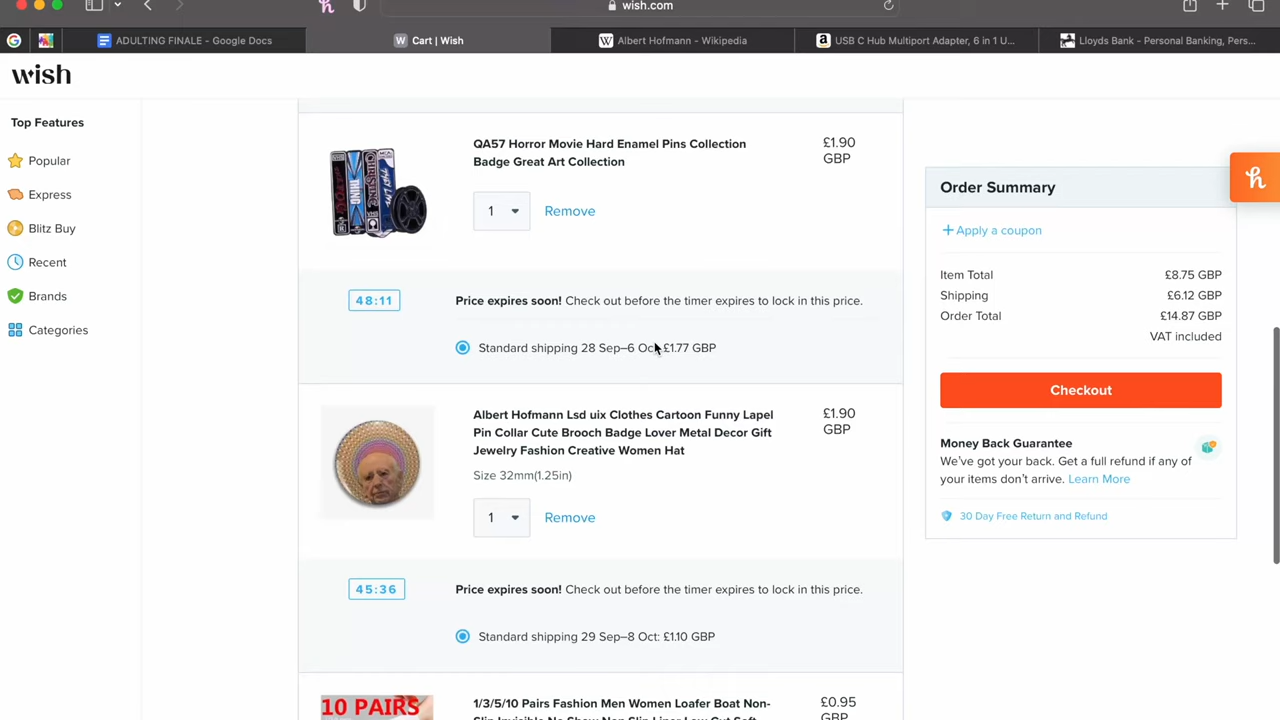 wish.com
ADULTING FINALE - Google Docs
Cart | Wish
Albert Hofmann - Wikipedia
USB C Hub Multiport Adapter, 6 in 1 U...
Lloyds Bank - Personal Banking, Pers...
wish
Top Features
Popular
Express
Blitz Buy
Recent
Brands
Categories
QA57 Horror Movie Hard Enamel Pins Collection
Badge Great Art Collection
£1.90
GBP
1
Remove
48:11
Price expires soon! Check out before the timer expires to lock in this price.
Standard shipping 28 Sep–6 Oct: £1.77 GBP
Albert Hofmann Lsd uix Clothes Cartoon Funny Lapel
Pin Collar Cute Brooch Badge Lover Metal Decor Gift
Jewelry Fashion Creative Women Hat
£1.90
GBP
Size 32mm(1.25in)
1
Remove
45:36
Price expires soon! Check out before the timer expires to lock in this price.
Standard shipping 29 Sep–8 Oct: £1.10 GBP
10 PAIRS
1/3/5/10 Pairs Fashion Men Women Loafer Boat Non-
Slip Invisible No Show Non Slip Liner Low Cut Soft
£0.95
GBP
Order Summary
+ Apply a coupon
Item Total £8.75 GBP
Shipping £6.12 GBP
Order Total £14.87 GBP
VAT included
Checkout
Money Back Guarantee
We've got your back. Get a full refund if any of
your items don't arrive. Learn More
30 Day Free Return and Refund